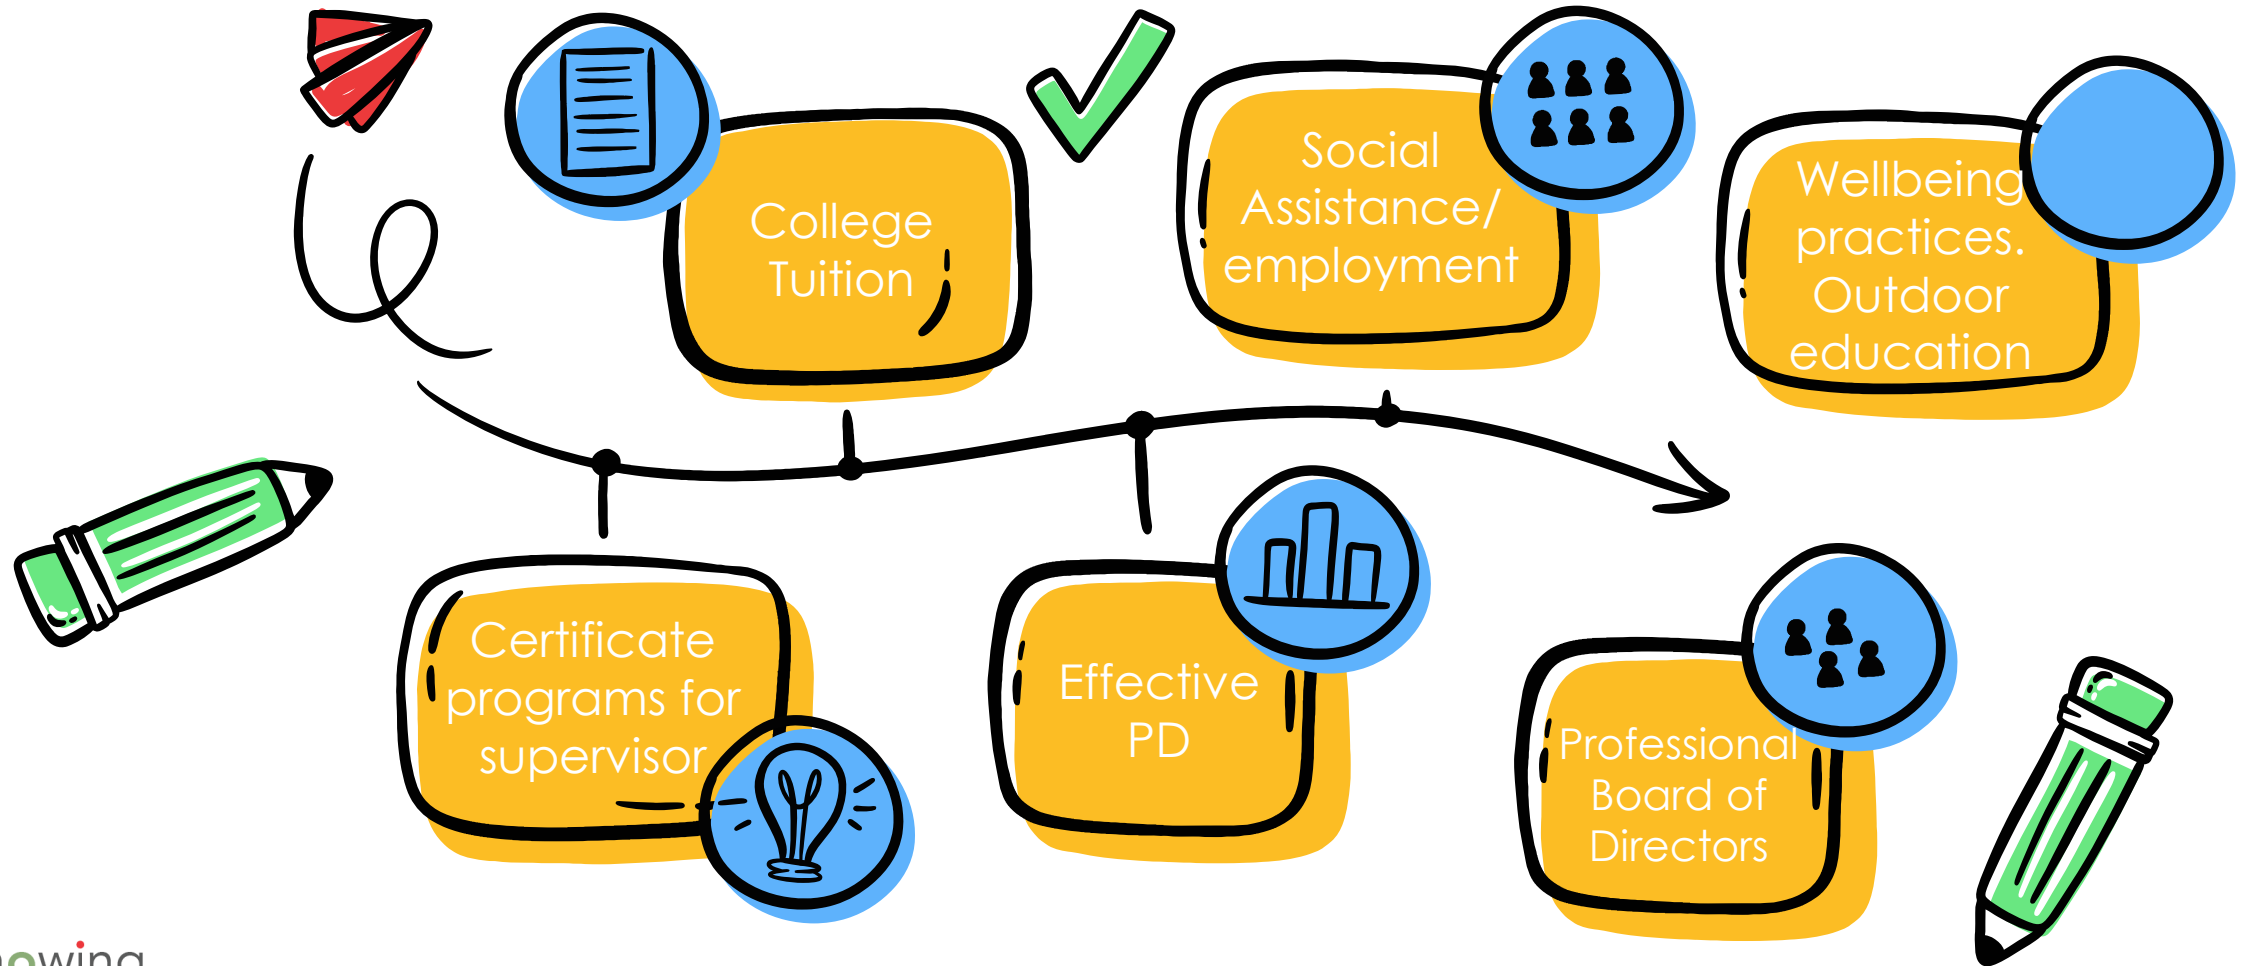 College
Tuition
Social
Assistance/
employment
Wellbeing
practices.
Outdoor
education
Certificate
programs for
supervisor
Effective
PD
Professional
Board of
Directors